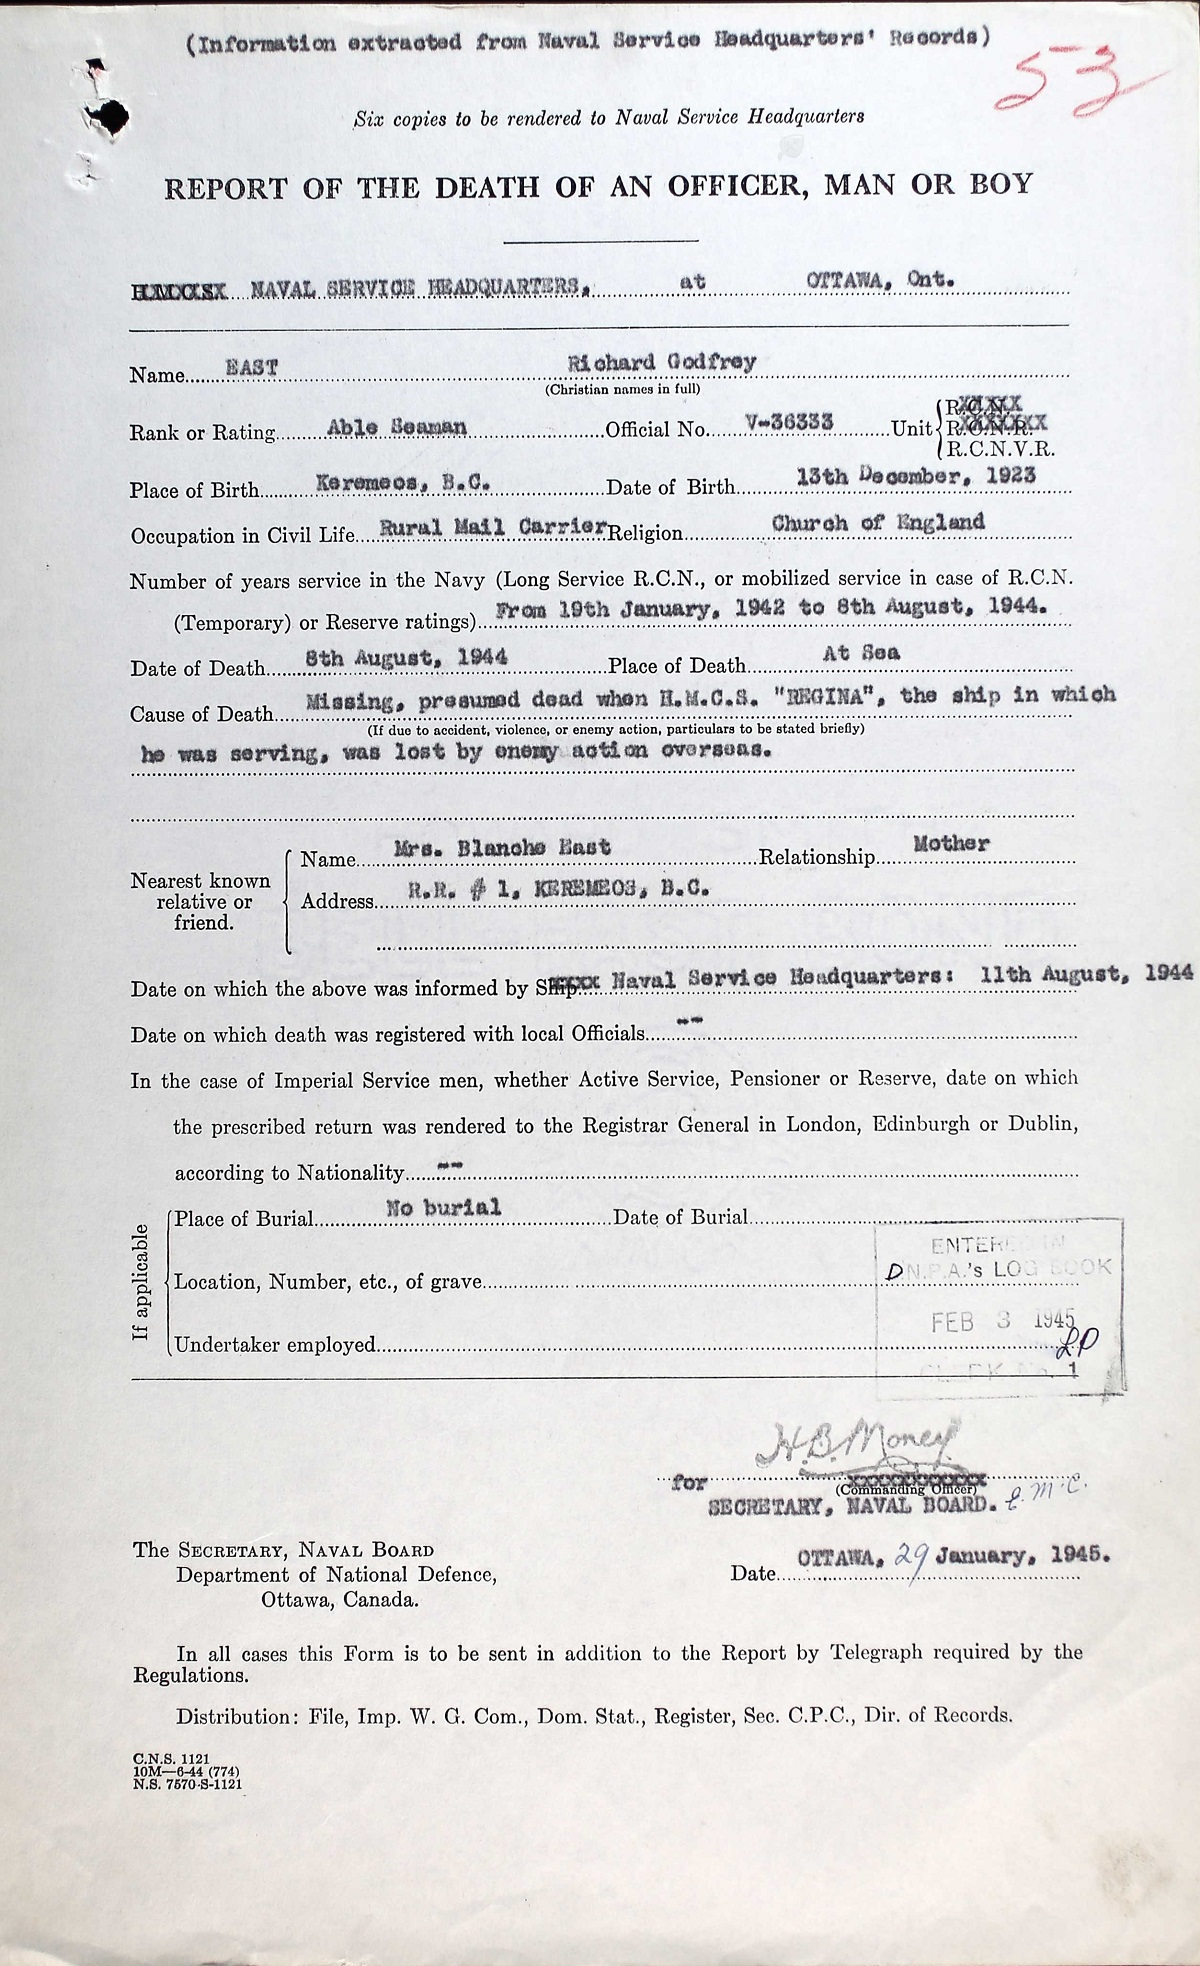 (Information extracted from Naval Service Headquarters' Records)
53
Six copies to be rendered to Naval Service Headquarters
REPORT OF THE DEATH OF AN OFFICER, MAN OR BOY
H.M.C.S. NAVAL SERVICE HEADQUARTERS, at OTTAWA, Ont.
Name EAST Richard Godfrey
(Christian names in full)
Rank or Rating Able Seaman Official No. V-36333 Unit R.C.N.
R.C.N.R.
R.C.N.V.R.
Place of Birth Keremeos, B.C. Date of Birth 13th December, 1923
Occupation in Civil Life Rural Mail Carrier Religion Church of England
Number of years service in the Navy (Long Service R.C.N., or mobilized service in case of R.C.N.
(Temporary) or Reserve ratings) From 19th January, 1942 to 8th August, 1944.
Date of Death 8th August, 1944 Place of Death At Sea
Cause of Death Missing, presumed dead when H.M.C.S. "REGINA", the ship in which
(If due to accident, violence, or enemy action, particulars to be stated briefly)
he was serving, was lost by enemy action overseas.
Nearest known relative or friend.
Name Mrs. Blanche East Relationship Mother
Address R.R. # 1, KEREMEOS, B.C.
Date on which the above was informed by Ship Naval Service Headquarters: 11th August, 1944
Date on which death was registered with local Officials --
In the case of Imperial Service men, whether Active Service, Pensioner or Reserve, date on which
the prescribed return was rendered to the Registrar General in London, Edinburgh or Dublin,
according to Nationality --
If applicable
Place of Burial No burial Date of Burial
Location, Number, etc., of grave
Undertaker employed
ENTERED IN
D.N.P.A.'s LOG BOOK
FEB 3 1945
LP
1
H.B. Money
for
(Commanding Officer)
SECRETARY, NAVAL BOARD. E.M.C.
The SECRETARY, NAVAL BOARD
Department of National Defence,
Ottawa, Canada.
OTTAWA, 29 January, 1945.
Date
In all cases this Form is to be sent in addition to the Report by Telegraph required by the
Regulations.
Distribution: File, Imp. W. G. Com., Dom. Stat., Register, Sec. C.P.C., Dir. of Records.
C.N.S. 1121
10M—6-44 (774)
N.S. 7570-S-1121